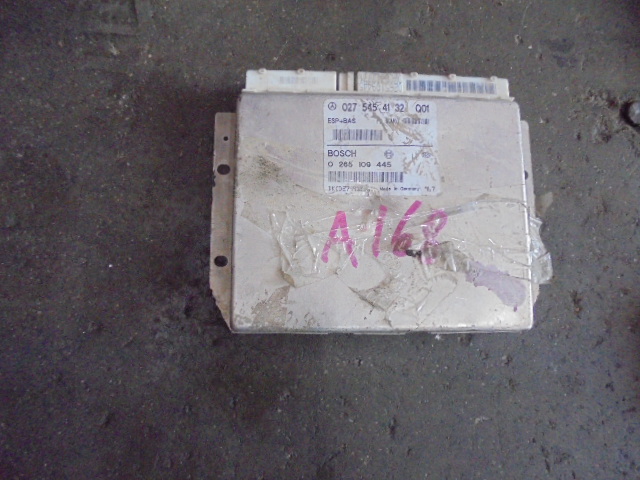 027 545 41 32 Q01
ESP+BAS
BOSCH
0 265 109 445
Made in Germany
A168